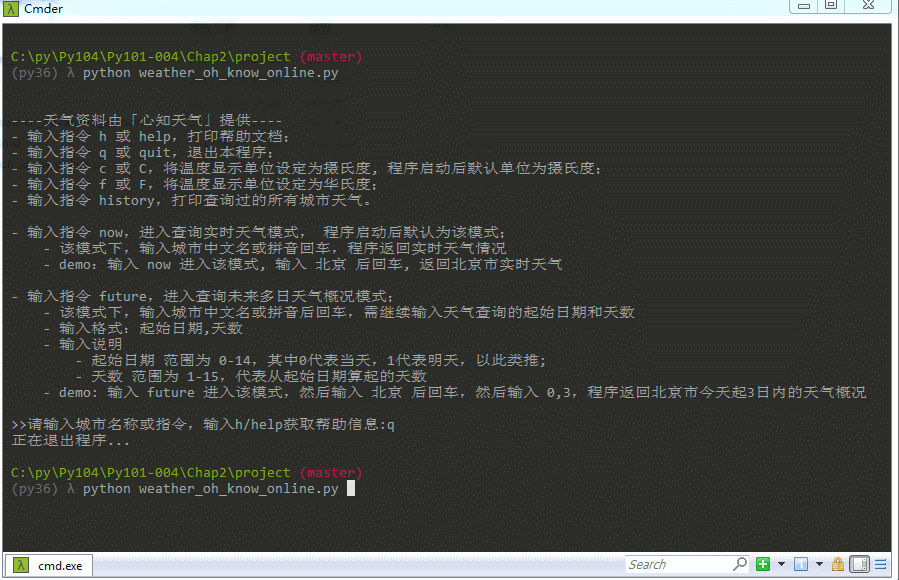 Cmder
C:\py\Py104\Py101-004\Chap2\project (master)
(py36) λ python weather_oh_know_online.py
----天气资料由「心知天气」提供----
- 输入指令 h 或 help，打印帮助文档；
- 输入指令 q 或 quit，退出本程序；
- 输入指令 c 或 C，将温度显示单位设定为摄氏度, 程序启动后默认单位为摄氏度；
- 输入指令 f 或 F，将温度显示单位设定为华氏度；
- 输入指令 history，打印查询过的所有城市天气。
- 输入指令 now，进入查询实时天气模式， 程序启动后默认为该模式；
- 该模式下，输入城市中文名或拼音回车，程序返回实时天气情况
- demo：输入 now 进入该模式, 输入 北京 后回车, 返回北京市实时天气
- 输入指令 future，进入查询未来多日天气概况模式；
- 该模式下，输入城市中文名或拼音后回车，需继续输入天气查询的起始日期和天数
- 输入格式：起始日期,天数
- 输入说明
- 起始日期 范围为 0-14，其中0代表当天，1代表明天，以此类推；
- 天数 范围为 1-15，代表从起始日期算起的天数
- demo: 输入 future 进入该模式，然后输入 北京 后回车，然后输入 0,3，程序返回北京市今天起3日内的天气概况
>>请输入城市名称或指令，输入h/help获取帮助信息:q
正在退出程序...
C:\py\Py104\Py101-004\Chap2\project (master)
(py36) λ python weather_oh_know_online.py
λ cmd.exe
Search